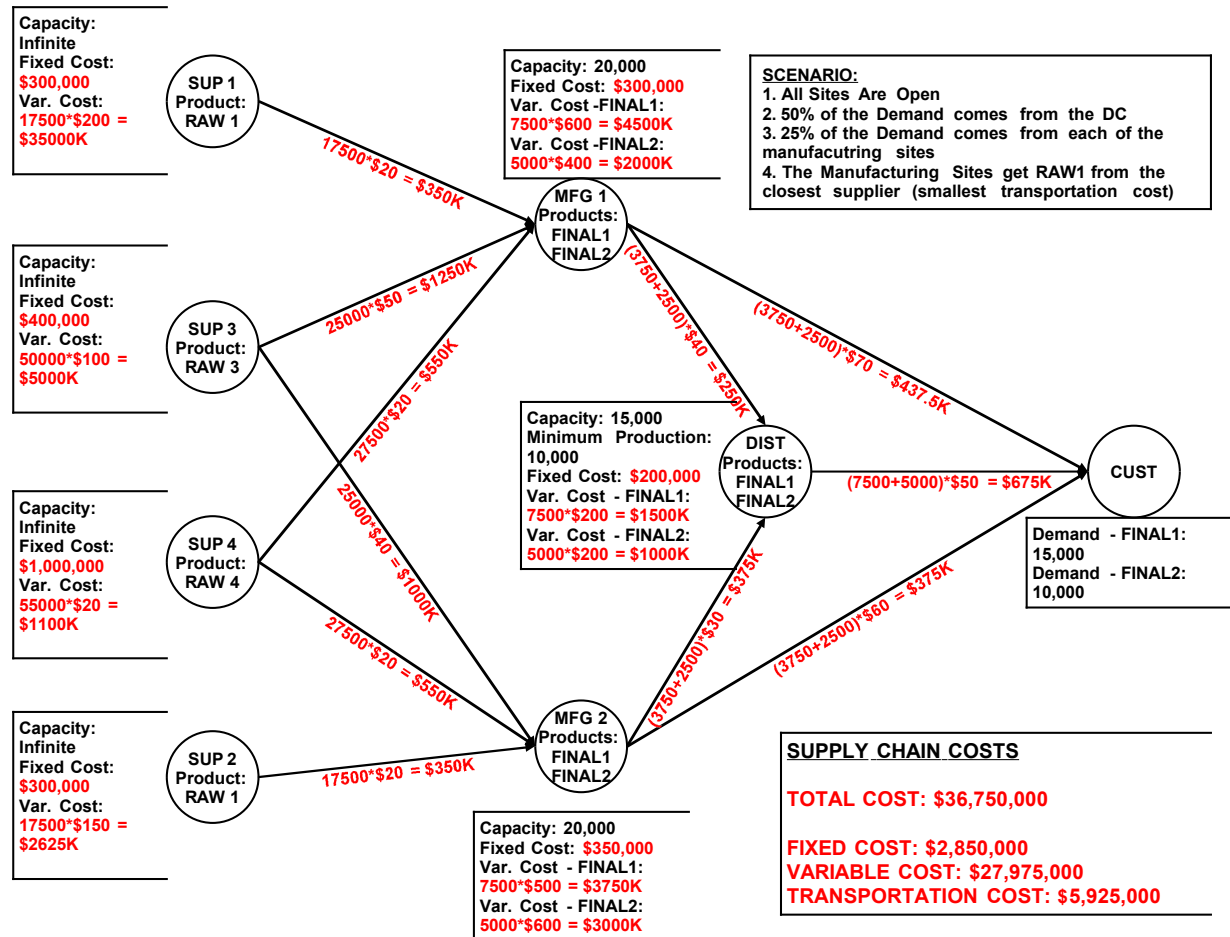 Capacity:
Infinite
Fixed Cost:
$300,000
Var. Cost:
17500*$200 =
$35000K
SUP 1
Product:
RAW 1
17500*$20 = $350K
Capacity: 20,000
Fixed Cost: $300,000
Var. Cost -FINAL1:
7500*$600 = $4500K
Var. Cost -FINAL2:
5000*$400 = $2000K
MFG 1
Products:
FINAL1
FINAL2
SCENARIO:
1. All Sites Are Open
2. 50% of the Demand comes from the DC
3. 25% of the Demand comes from each of the
manufacutring sites
4. The Manufacturing Sites get RAW1 from the
closest supplier (smallest transportation cost)
Capacity:
Infinite
Fixed Cost:
$400,000
Var. Cost:
50000*$100 =
$5000K
SUP 3
Product:
RAW 3
25000*$50 = $1250K
25000*$40 = $1000K
(3750+2500)*$40 = $250K
(3750+2500)*$70 = $437.5K
Capacity: 15,000
Minimum Production:
10,000
Fixed Cost: $200,000
Var. Cost - FINAL1:
7500*$200 = $1500K
Var. Cost - FINAL2:
5000*$200 = $1000K
DIST
Products:
FINAL1
FINAL2
(7500+5000)*$50 = $675K
CUST
Demand - FINAL1:
15,000
Demand - FINAL2:
10,000
Capacity:
Infinite
Fixed Cost:
$1,000,000
Var. Cost:
55000*$20 =
$1100K
SUP 4
Product:
RAW 4
27500*$20 = $550K
27500*$20 = $550K
(3750+2500)*$30 = $375K
(3750+2500)*$60 = $375K
Capacity:
Infinite
Fixed Cost:
$300,000
Var. Cost:
17500*$150 =
$2625K
SUP 2
Product:
RAW 1
17500*$20 = $350K
MFG 2
Products:
FINAL1
FINAL2
Capacity: 20,000
Fixed Cost: $350,000
Var. Cost - FINAL1:
7500*$500 = $3750K
Var. Cost - FINAL2:
5000*$600 = $3000K
SUPPLY CHAIN COSTS
TOTAL COST: $36,750,000
FIXED COST: $2,850,000
VARIABLE COST: $27,975,000
TRANSPORTATION COST: $5,925,000